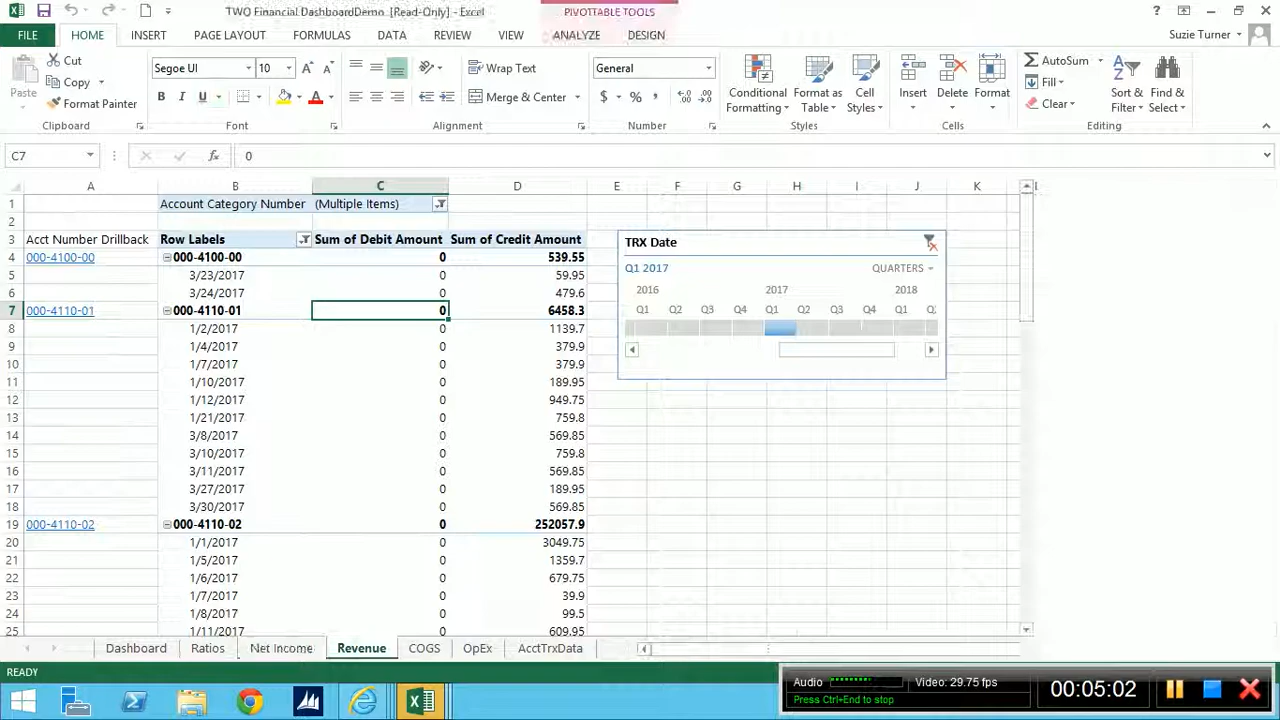 TWO Financial DashboardDemo [Read-Only] - Excel
PIVOTTABLE TOOLS
?
FILE HOME INSERT PAGE LAYOUT FORMULAS DATA REVIEW VIEW ANALYZE DESIGN Suzie Turner
Paste
Cut
Copy
Format Painter
Clipboard
Segoe UI 10
B I U
Font
Wrap Text
Merge & Center
Alignment
General
$ % ,
Number
Conditional Formatting
Format as Table
Cell Styles
Styles
Insert Delete Format
Cells
AutoSum
Fill
Clear
Sort & Filter
Find & Select
Editing
C7 fx 0
A B C D E F G H I J K
1 Account Category Number (Multiple Items)
2
3 Acct Number Drillback Row Labels Sum of Debit Amount Sum of Credit Amount
4 000-4100-00 000-4100-00 0 539.55
5 3/23/2017 0 59.95
6 3/24/2017 0 479.6
7 000-4110-01 000-4110-01 0 6458.3
8 1/2/2017 0 1139.7
9 1/4/2017 0 379.9
10 1/7/2017 0 379.9
11 1/10/2017 0 189.95
12 1/12/2017 0 949.75
13 1/21/2017 0 759.8
14 3/8/2017 0 569.85
15 3/10/2017 0 759.8
16 3/11/2017 0 569.85
17 3/27/2017 0 189.95
18 3/30/2017 0 569.85
19 000-4110-02 000-4110-02 0 252057.9
20 1/1/2017 0 3049.75
21 1/5/2017 0 1359.7
22 1/6/2017 0 679.75
23 1/7/2017 0 39.9
24 1/8/2017 0 99.5
25 1/11/2017 0 609.95
TRX Date
Q1 2017 QUARTERS
2016 2017 2018
Q1 Q2 Q3 Q4 Q1 Q2 Q3 Q4 Q1
Dashboard Ratios Net Income Revenue COGS OpEx AcctTrxData
READY
Audio Video: 29.75 fps
Press Ctrl+End to stop
00:05:02